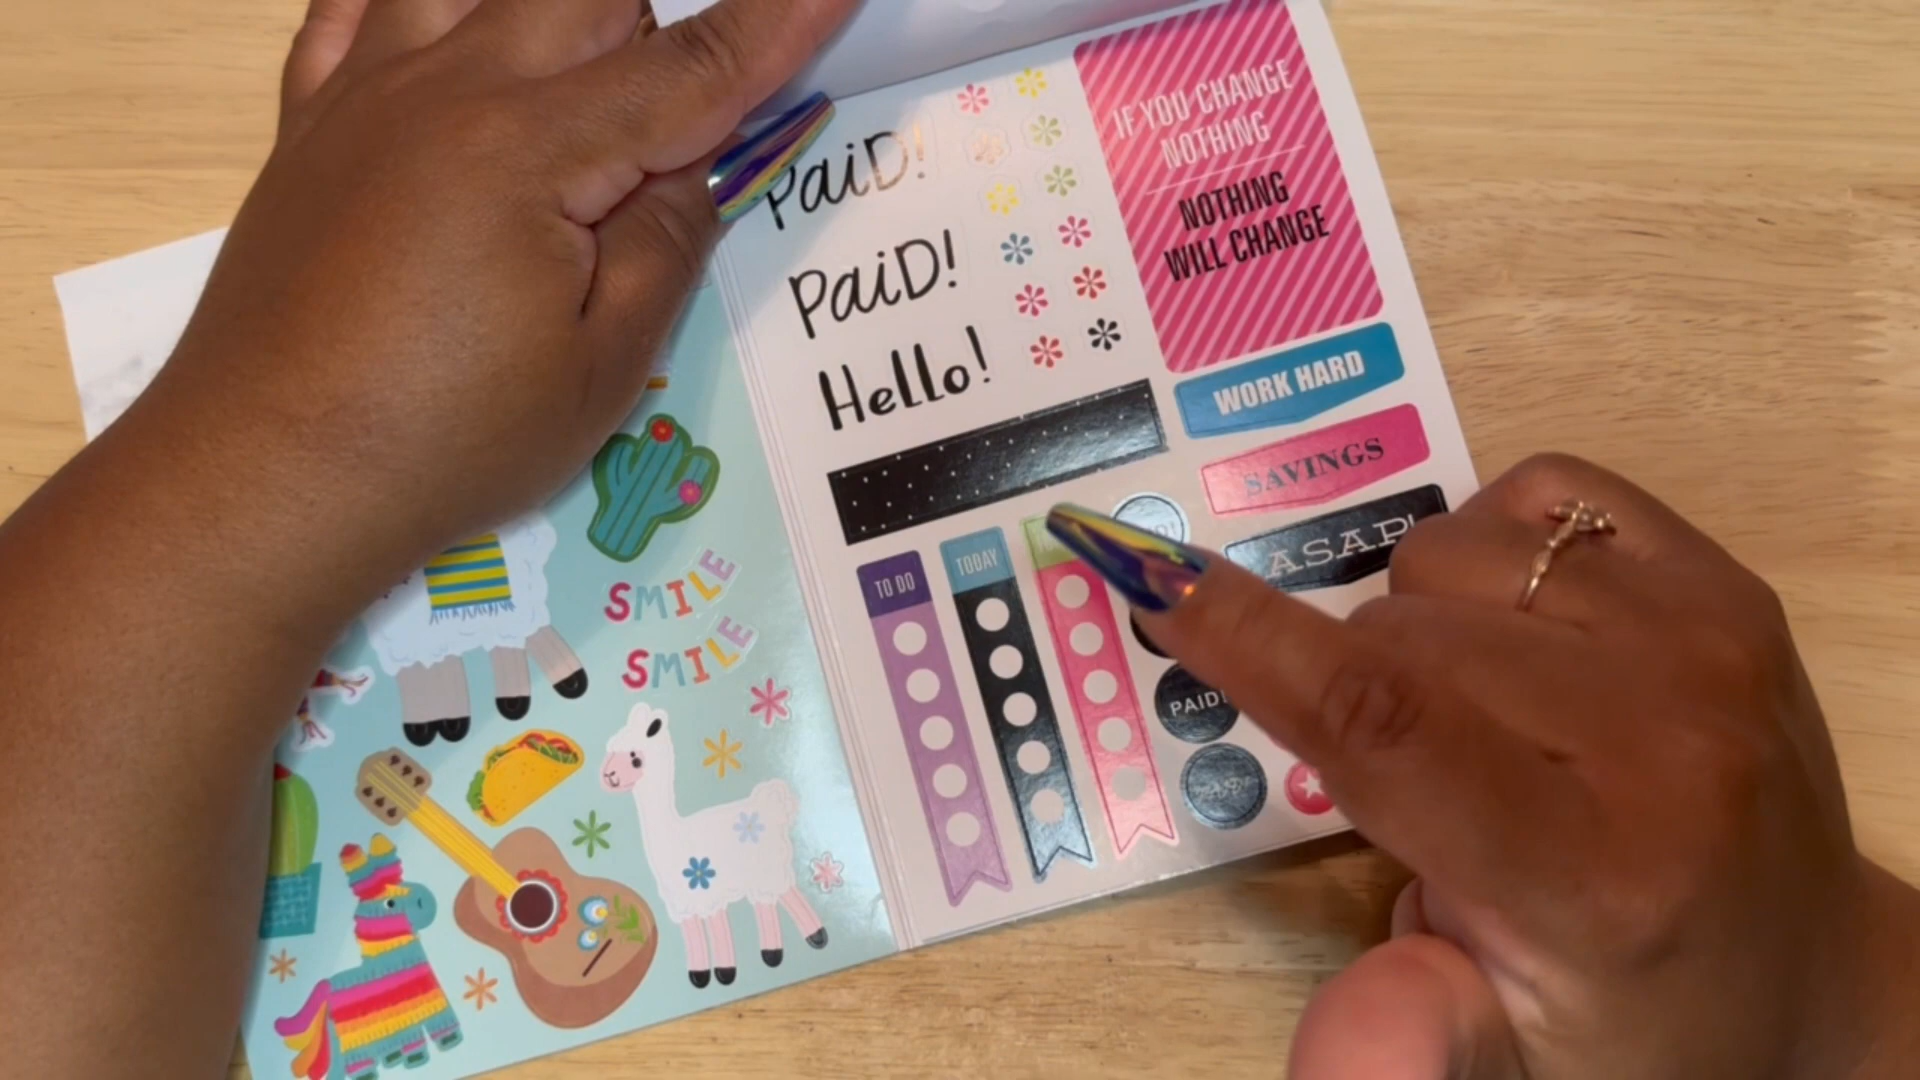 PaiD!
PaiD!
Hello!
IF YOU CHANGE
NOTHING
NOTHING
WILL CHANGE
WORK HARD
SAVINGS
ASAP!
TO DO
TODAY
PAID!
SMILE
SMILE